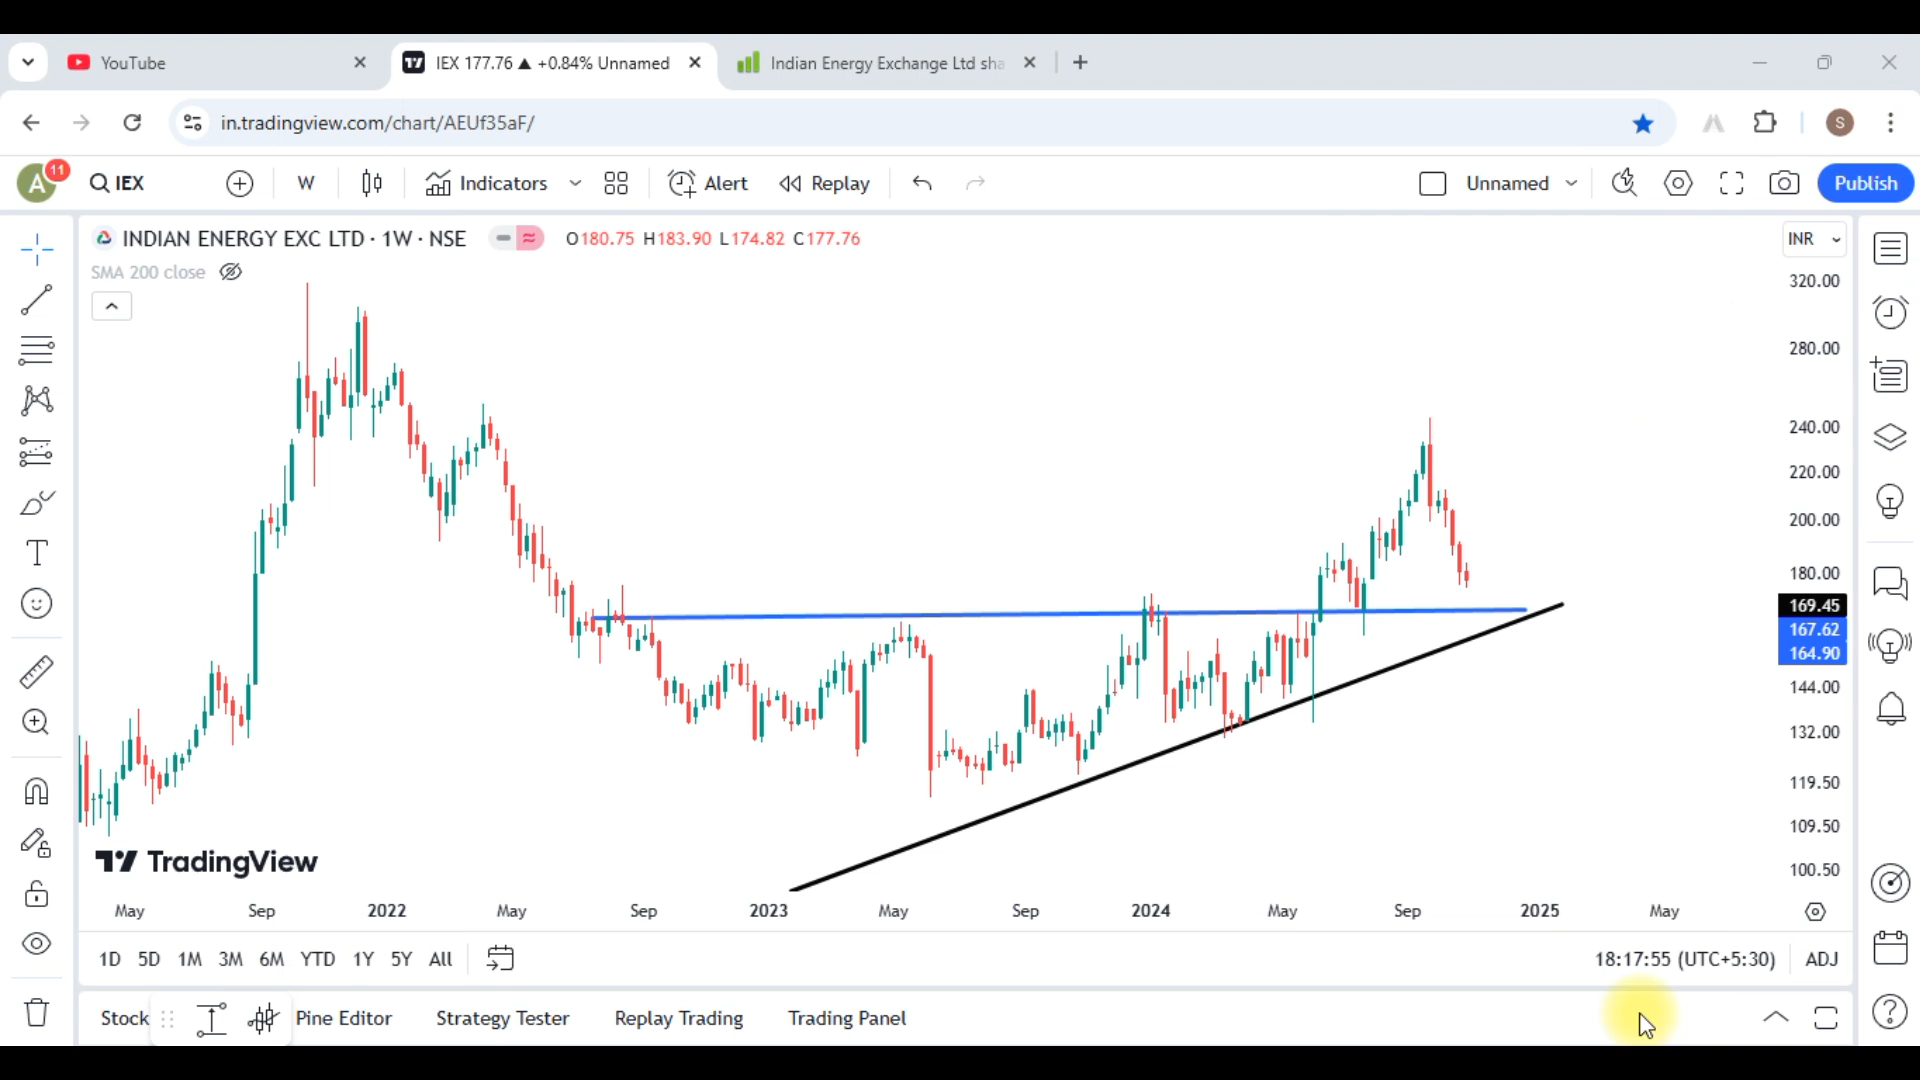 YouTube
IEX 177.76 ▲ +0.84% Unnamed
Indian Energy Exchange Ltd sha
in.tradingview.com/chart/AEUf35aF/
S
A
11
IEX
W
Indicators
Alert
Replay
Unnamed
Publish
INDIAN ENERGY EXC LTD · 1W · NSE
O180.75 H183.90 L174.82 C177.76
INR
SMA 200 close
320.00
280.00
240.00
220.00
200.00
180.00
169.45
167.62
164.90
144.00
132.00
119.50
109.50
100.50
TradingView
May Sep 2022 May Sep 2023 May Sep 2024 May Sep 2025 May
1D 5D 1M 3M 6M YTD 1Y 5Y All
18:17:55 (UTC+5:30) ADJ
Stock
Pine Editor
Strategy Tester
Replay Trading
Trading Panel